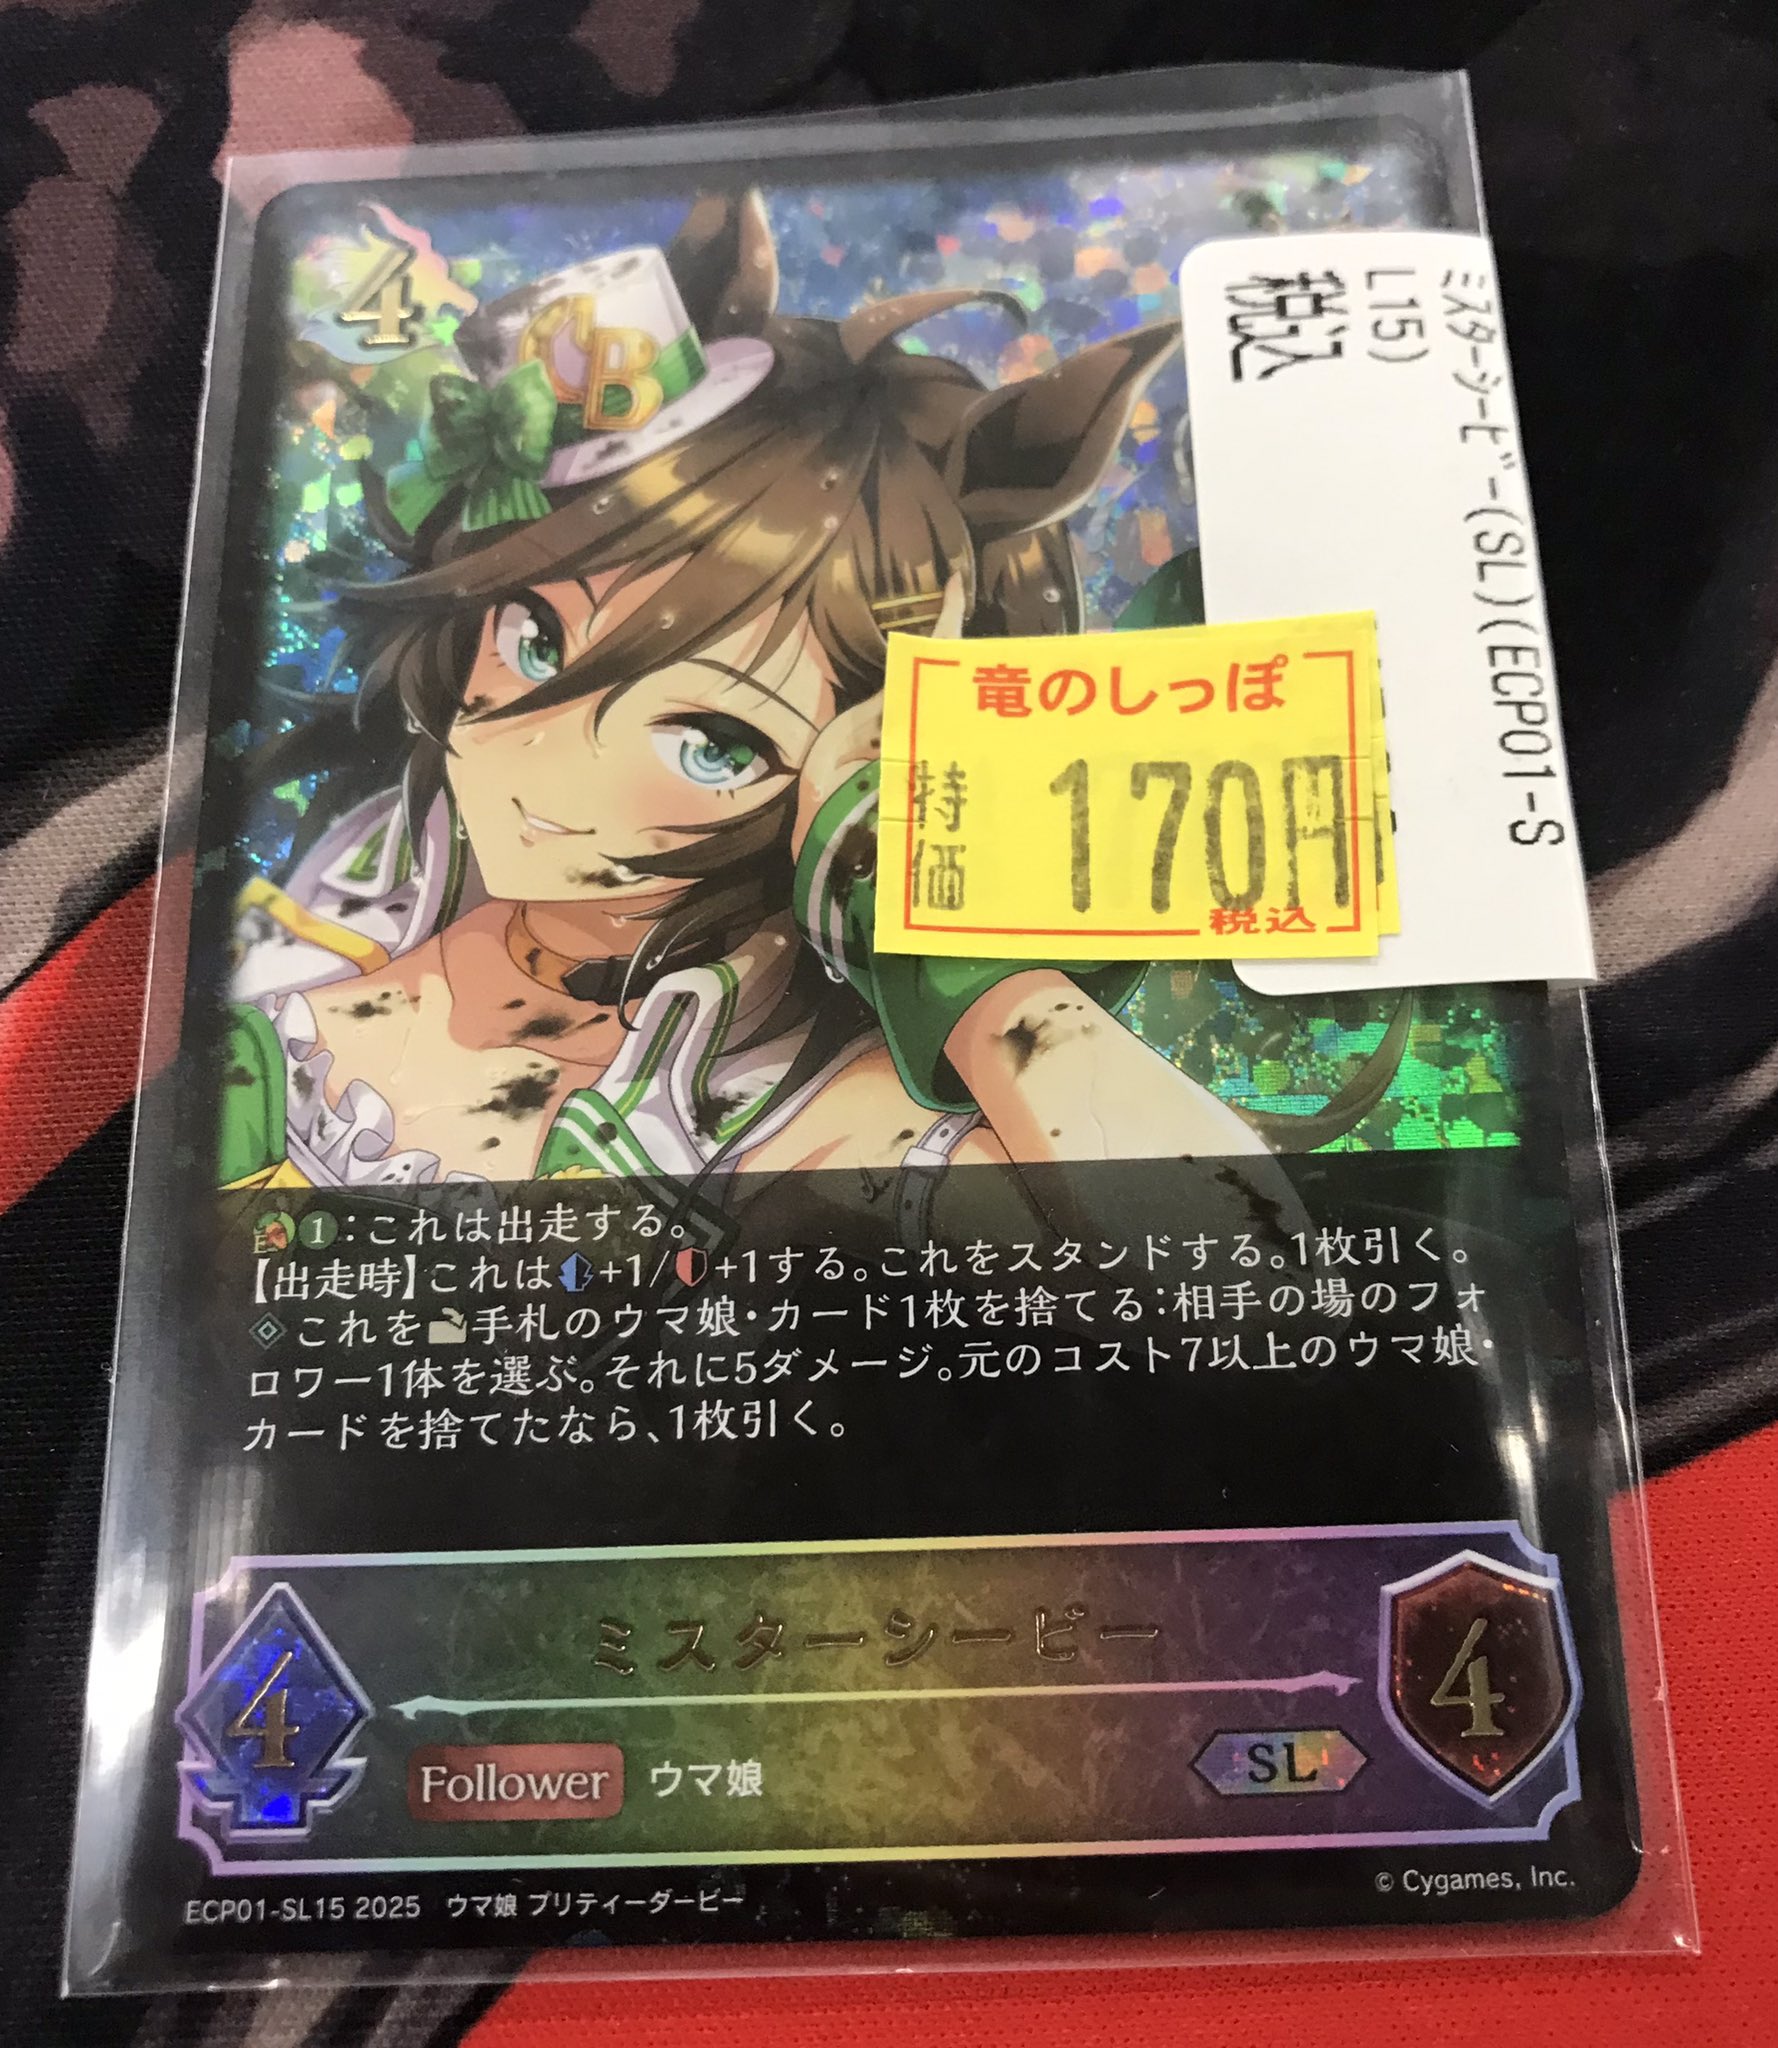 4
CB
ミスターシービー(SL)(ECP01-S
L15)
税込
竜のしっぽ
特価
170円
税込
E 1:これは出走する。
【出走時】これは+1/+1する。これをスタンドする。1枚引く。
これを手札のウマ娘・カード1枚を捨てる:相手の場のフォ
ロワー1体を選ぶ。それに5ダメージ。元のコスト7以上のウマ娘・
カードを捨てたなら、1枚引く。
ミスターシービー
4
4
Follower ウマ娘
SL
ECP01-SL15 2025 ウマ娘 プリティーダービー
© Cygames, Inc.